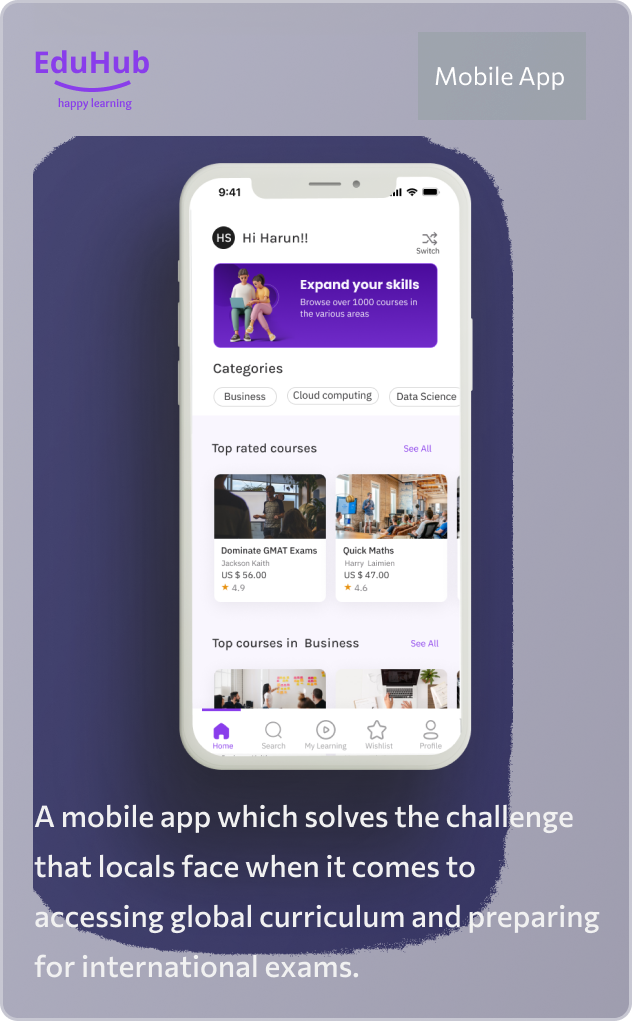 EduHub
happy learning
Mobile App
9:41
HS Hi Harun!!
Switch
Expand your skills
Browse over 1000 courses in
the various areas
Categories
Business Cloud computing Data Science
Top rated courses See All
Dominate GMAT Exams Quick Maths
Jackson Kaith Harry Laimien
US $ 56.00 US $ 47.00
4.9 4.6
Top courses in Business See All
Home Search My Learning Wishlist Profile
A mobile app which solves the challenge
that locals face when it comes to
accessing global curriculum and preparing
for international exams.